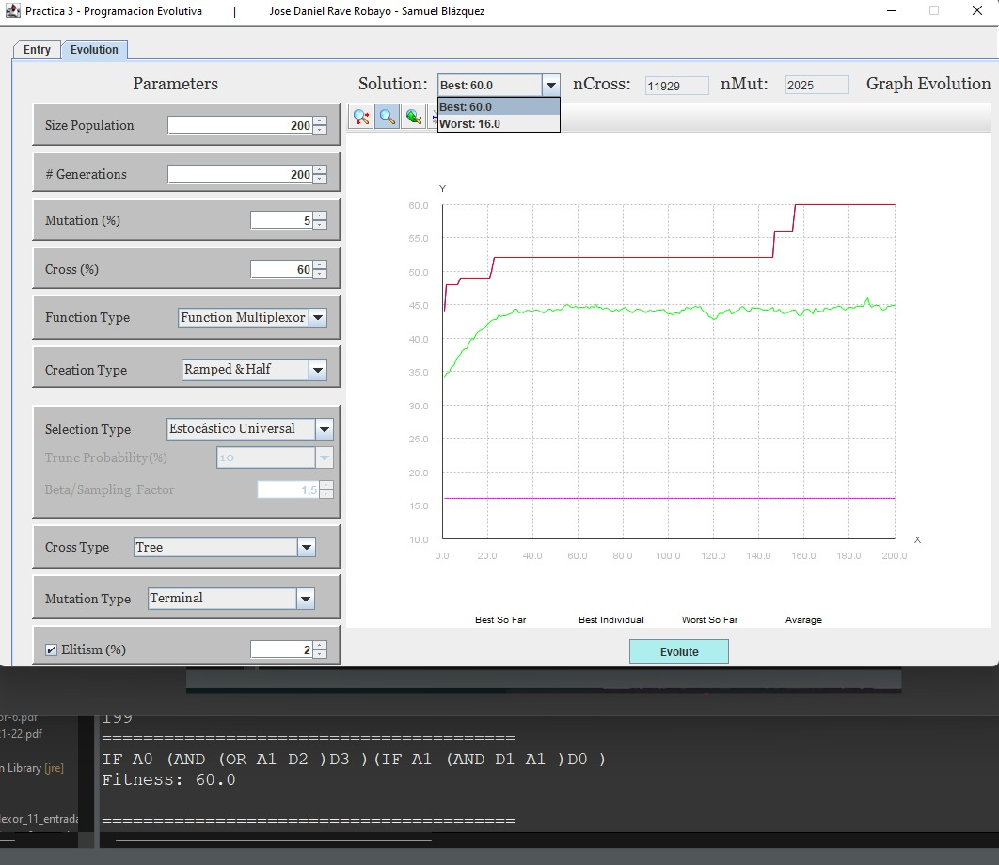 Practica 3 - Programacion Evolutiva | Jose Daniel Rave Robayo - Samuel Blázquez
Entry Evolution
Parameters
Solution: Best: 60.0 nCross: 11929 nMut: 2025 Graph Evolution
Best: 60.0
Worst: 16.0
Size Population 200
# Generations 200
Mutation (%) 5
Cross (%) 60
Function Type Function Multiplexor
Creation Type Ramped & Half
Selection Type Estocástico Universal
Trunc Probability(%) 10
Beta/Sampling Factor 1,5
Cross Type Tree
Mutation Type Terminal
Elitism (%) 2
Y
60.0
55.0
50.0
45.0
40.0
35.0
30.0
25.0
20.0
15.0
10.0
X
0.0 20.0 40.0 60.0 80.0 100.0 120.0 140.0 160.0 180.0 200.0
Best So Far Best Individual Worst So Far Avarage
Evolute
or-6.pdf
1-22.pdf
n Library [jre]
lexor_11_entrada
199
=========================================
IF A0 (AND (OR A1 D2 )D3 )(IF A1 (AND D1 A1 )D0 )
Fitness: 60.0
=========================================